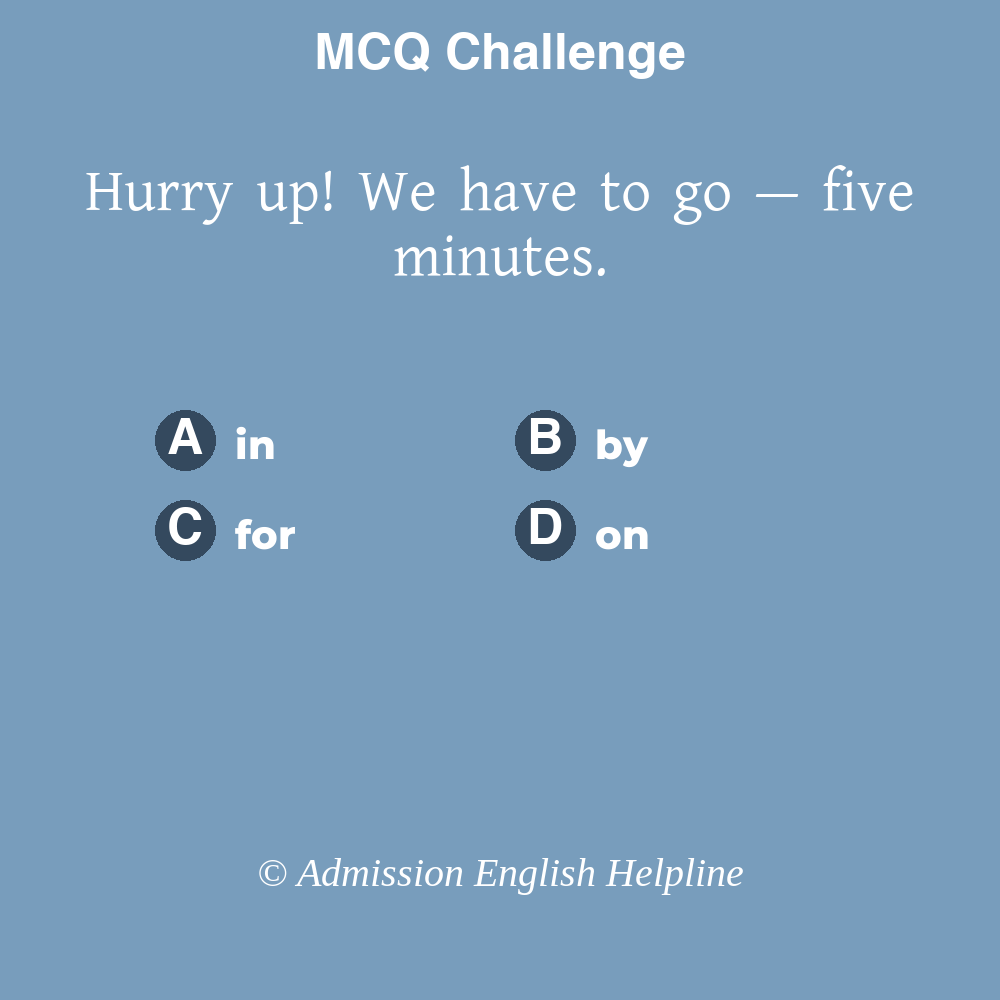 MCQ Challenge
Hurry up! We have to go — five
minutes.
A in
B by
C for
D on
© Admission English Helpline